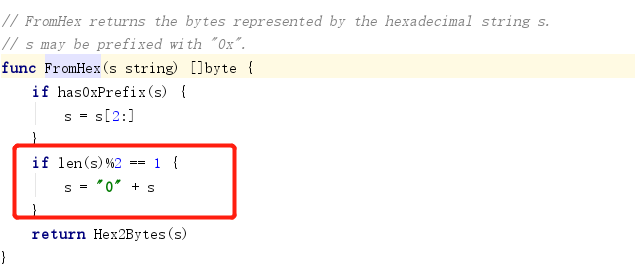 // FromHex returns the bytes represented by the hexadecimal string s.
// s may be prefixed with "0x".
func FromHex(s string) []byte {
    if has0xPrefix(s) {
        s = s[2:]
    }
    if len(s)%2 == 1 {
        s = "0" + s
    }
    return Hex2Bytes(s)
}